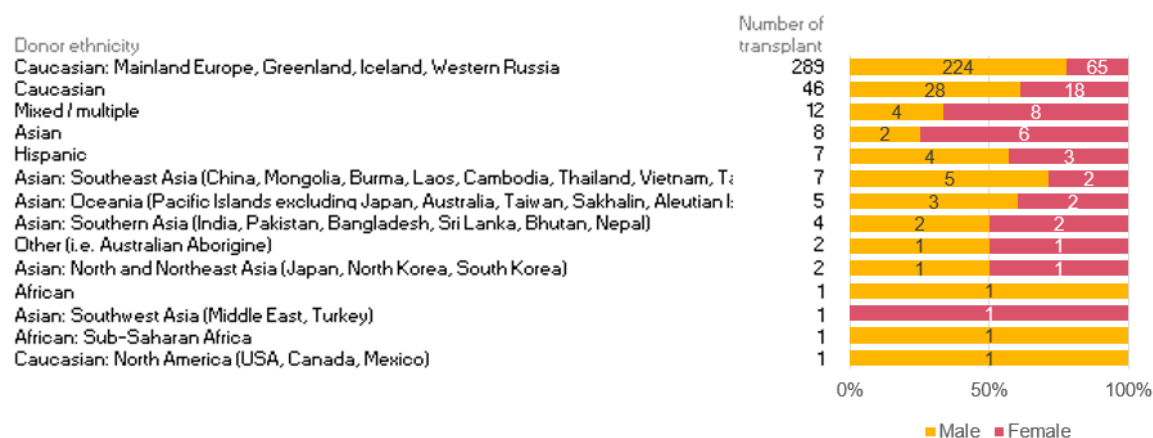 Number of
Donor ethnicity transplant
Caucasian: Mainland Europe, Greenland, Iceland, Western Russia 289 224 65
Caucasian 46 28 18
Mixed / multiple 12 4 8
Asian 8 2 6
Hispanic 7 4 3
Asian: Southeast Asia (China, Mongolia, Burma, Laos, Cambodia, Thailand, Vietnam, Ta 7 5 2
Asian: Oceania (Pacific Islands excluding Japan, Australia, Taiwan, Sakhalin, Aleutian I 5 3 2
Asian: Southern Asia (India, Pakistan, Bangladesh, Sri Lanka, Bhutan, Nepal) 4 2 2
Other (i.e. Australian Aborigine) 2 1 1
Asian: North and Northeast Asia (Japan, North Korea, South Korea) 2 1 1
African 1 1
Asian: Southwest Asia (Middle East, Turkey) 1 1
African: Sub-Saharan Africa 1 1
Caucasian: North America (USA, Canada, Mexico) 1 1
0% 50% 100%
Male Female